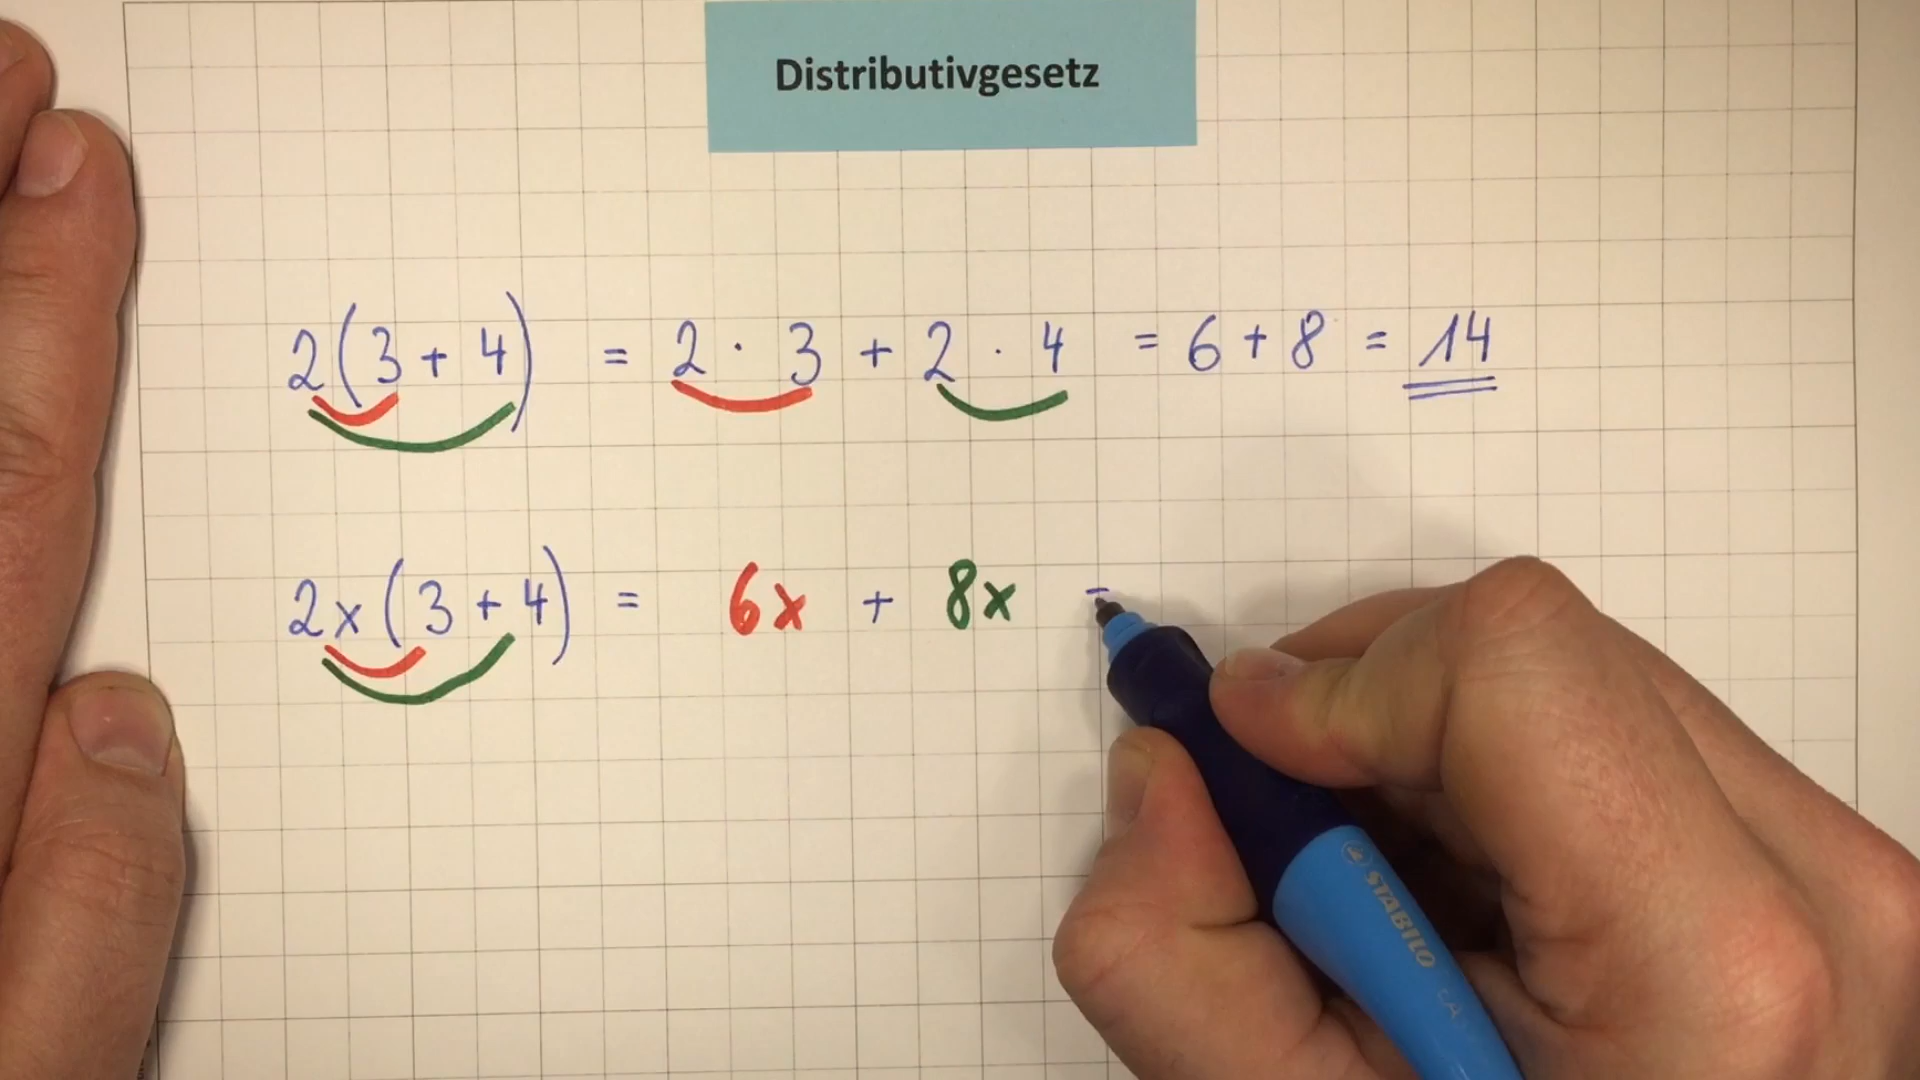 Distributivgesetz
2(3 + 4) = 2 · 3 + 2 · 4 = 6 + 8 = 14
2x(3 + 4) = 6x + 8x =
STABILO